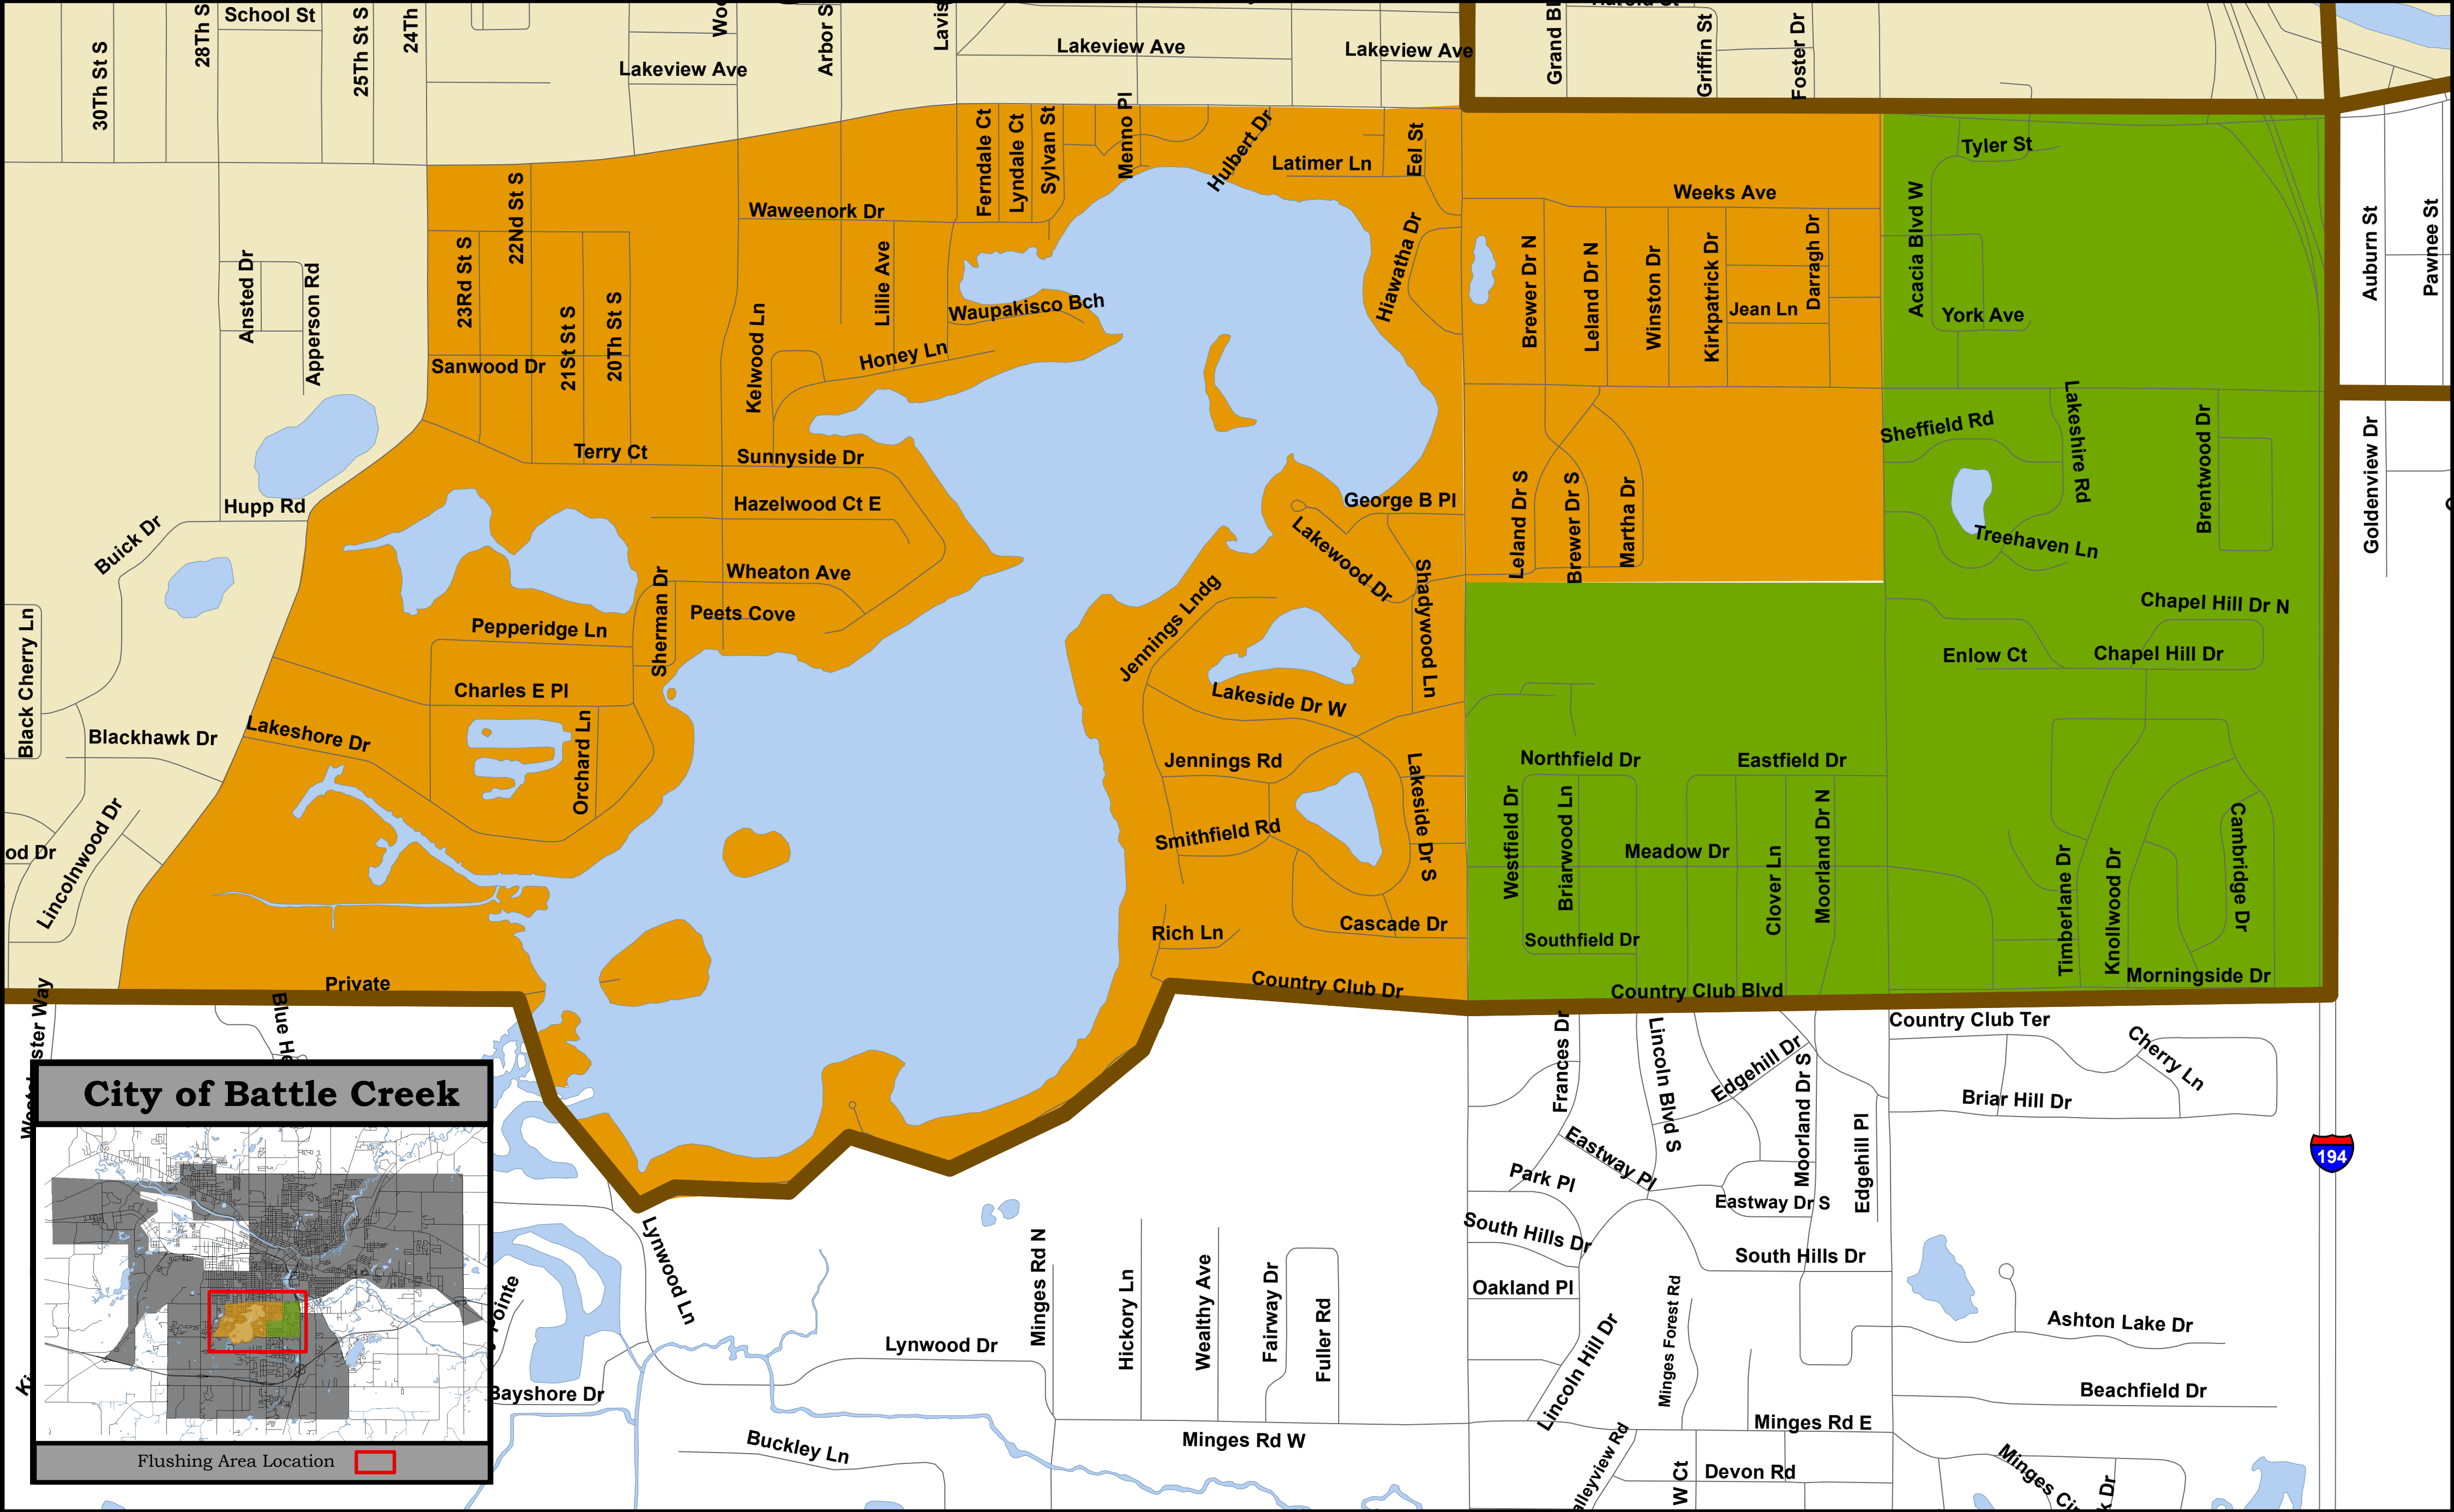 School St
28Th S
25Th St S
24Th
30Th St S
Arbor S
Lavis
Lakeview Ave
Lakeview Ave
Lakeview Ave
Grand Bl
Griffin St
Foster Dr
Ferndale Ct
Lyndale Ct
Sylvan St
Menno Pl
Hulbert Dr
Latimer Ln
Eel St
Tyler St
Weeks Ave
22Nd St S
Waweenork Dr
Acacia Blvd W
Auburn St
Pawnee St
Ansted Dr
Apperson Rd
23Rd St S
21St St S
20Th St S
Lillie Ave
Kelwood Ln
Waupakisco Bch
Hiawatha Dr
Brewer Dr N
Leland Dr N
Winston Dr
Kirkpatrick Dr
Darragh Dr
Jean Ln
York Ave
Sanwood Dr
Honey Ln
Sheffield Rd
Lakeshire Rd
Brentwood Dr
Goldenview Dr
Terry Ct
Sunnyside Dr
Hupp Rd
Buick Dr
Hazelwood Ct E
George B Pl
Lakewood Dr
Leland Dr S
Brewer Dr S
Martha Dr
Treehaven Ln
Wheaton Ave
Sherman Dr
Peets Cove
Pepperidge Ln
Jennings Lndg
Shadywood Ln
Chapel Hill Dr N
Enlow Ct
Chapel Hill Dr
Black Cherry Ln
Charles E Pl
Lakeside Dr W
Blackhawk Dr
Lakeshore Dr
Orchard Ln
Jennings Rd
Lakeside Dr S
Northfield Dr
Eastfield Dr
Westfield Dr
Briarwood Ln
Meadow Dr
Clover Ln
Moorland Dr N
Smithfield Rd
Cambridge Dr
Timberlane Dr
Knollwood Dr
od Dr
Lincolnwood Dr
Rich Ln
Cascade Dr
Southfield Dr
Private
Country Club Dr
Country Club Blvd
Morningside Dr
ster Way
Blue He
Country Club Ter
Cherry Ln
Briar Hill Dr
Frances Dr
Lincoln Blvd S
Edgehill Dr
Moorland Dr S
Edgehill Pl
Eastway Pl
Park Pl
Eastway Dr S
South Hills Dr
South Hills Dr
194
City of Battle Creek
Flushing Area Location
Pointe
Lynwood Ln
Minges Rd N
Hickory Ln
Wealthy Ave
Fairway Dr
Fuller Rd
Oakland Pl
Lincoln Hill Dr
Minges Forest Rd
Ashton Lake Dr
Lynwood Dr
Bayshore Dr
Beachfield Dr
Minges Rd E
Minges Rd W
Buckley Ln
alleyview Rd
W Ct
Devon Rd
Minges Cir
k Dr